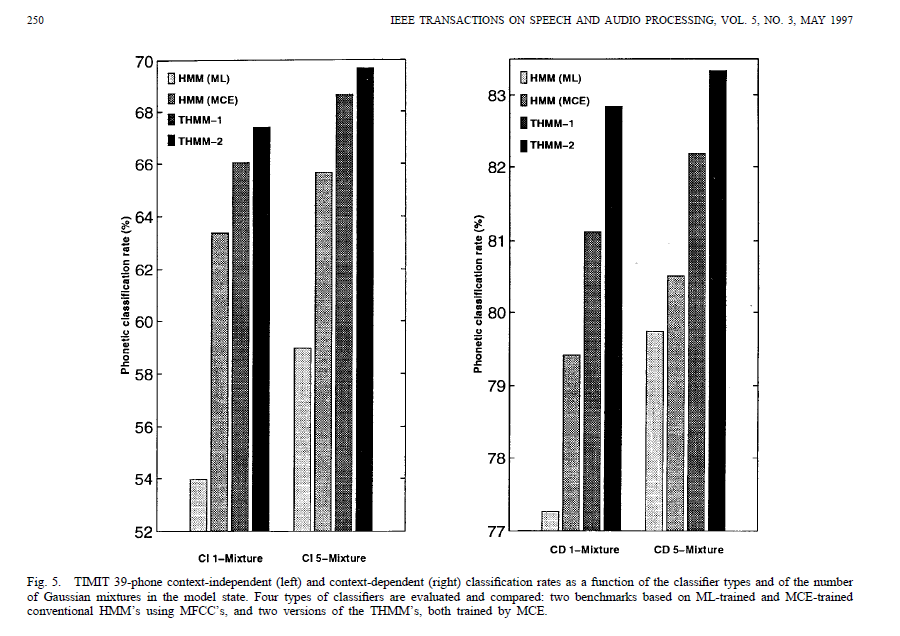 250
IEEE TRANSACTIONS ON SPEECH AND AUDIO PROCESSING, VOL. 5, NO. 3, MAY 1997
Phonetic classification rate (%)
70
68
66
64
62
60
58
56
54
52
HMM (ML)
HMM (MCE)
THMM-1
THMM-2
CI 1-Mixture
CI 5-Mixture
Phonetic classification rate (%)
83
82
81
80
79
78
77
HMM (ML)
HMM (MCE)
THMM-1
THMM-2
CD 1-Mixture
CD 5-Mixture
Fig. 5. TIMIT 39-phone context-independent (left) and context-dependent (right) classification rates as a function of the classifier types and of the number
of Gaussian mixtures in the model state. Four types of classifiers are evaluated and compared: two benchmarks based on ML-trained and MCE-trained
conventional HMM's using MFCC's, and two versions of the THMM's, both trained by MCE.